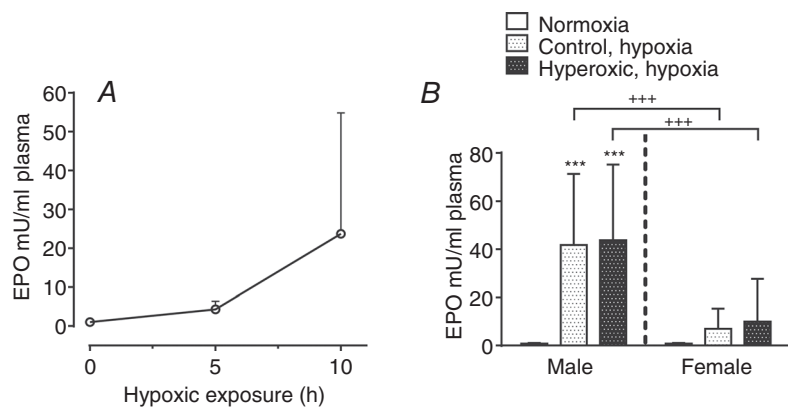 Normoxia
Control, hypoxia
Hyperoxic, hypoxia
A
60
50
40
30
20
10
0
EPO mU/ml plasma
0 5 10
Hypoxic exposure (h)
B
+++
+++
80
60
40
20
0
EPO mU/ml plasma
*** ***
Male Female